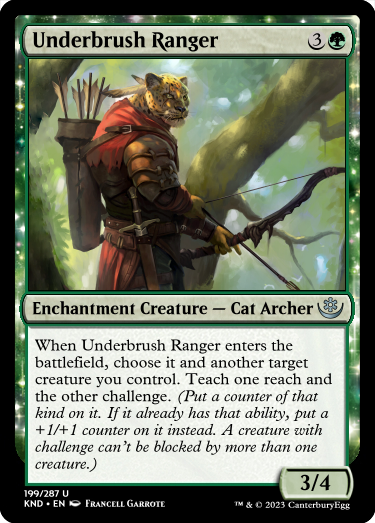 Underbrush Ranger 3
Enchantment Creature — Cat Archer
When Underbrush Ranger enters the
battlefield, choose it and another target
creature you control. Teach one reach and
the other challenge. (Put a counter of that
kind on it. If it already has that ability, put a
+1/+1 counter on it instead. A creature with
challenge can't be blocked by more than one
creature.)
3/4
199/287 U
KND • EN Francell Garrote ™ & © 2023 CanterburyEgg